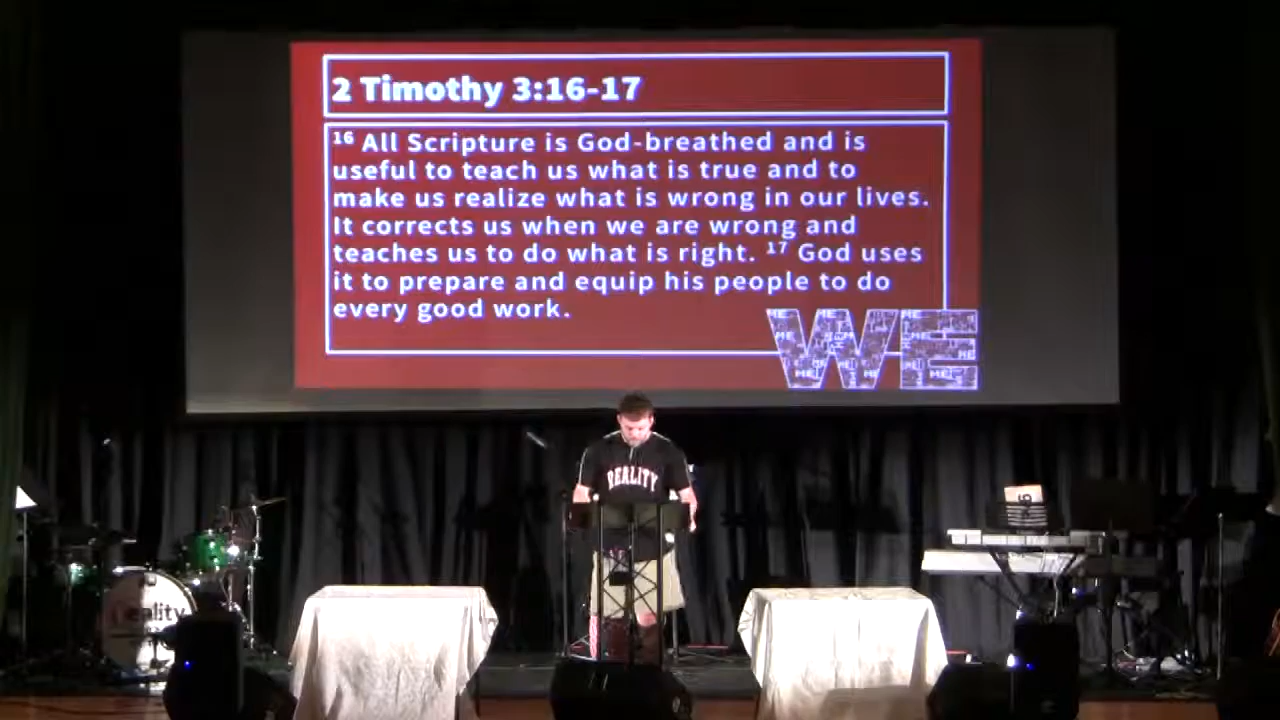 2 Timothy 3:16-17
16 All Scripture is God-breathed and is
useful to teach us what is true and to
make us realize what is wrong in our lives.
It corrects us when we are wrong and
teaches us to do what is right. 17 God uses
it to prepare and equip his people to do
every good work.
WE
REALITY
Reality